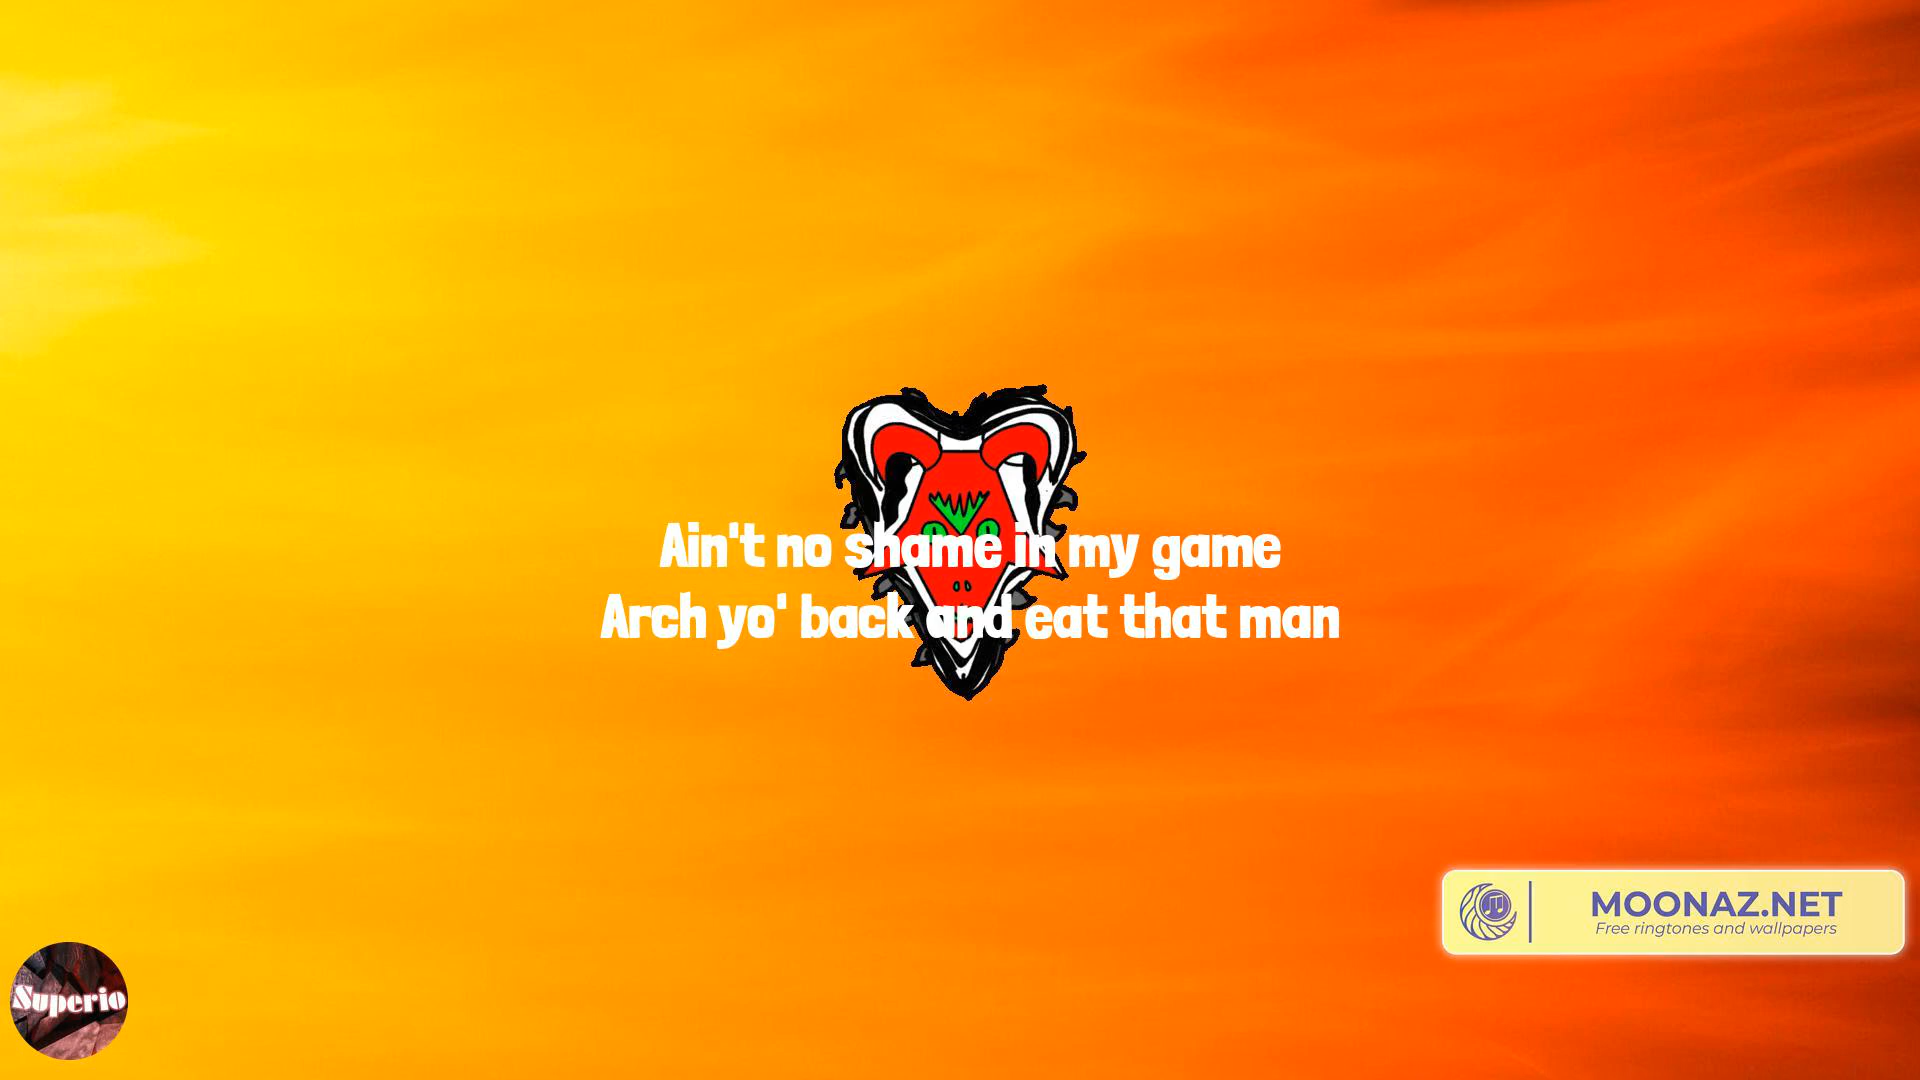 Ain't no shame in my game
Arch yo' back and eat that man
MOONAZ.NET
Free ringtones and wallpapers
Superio